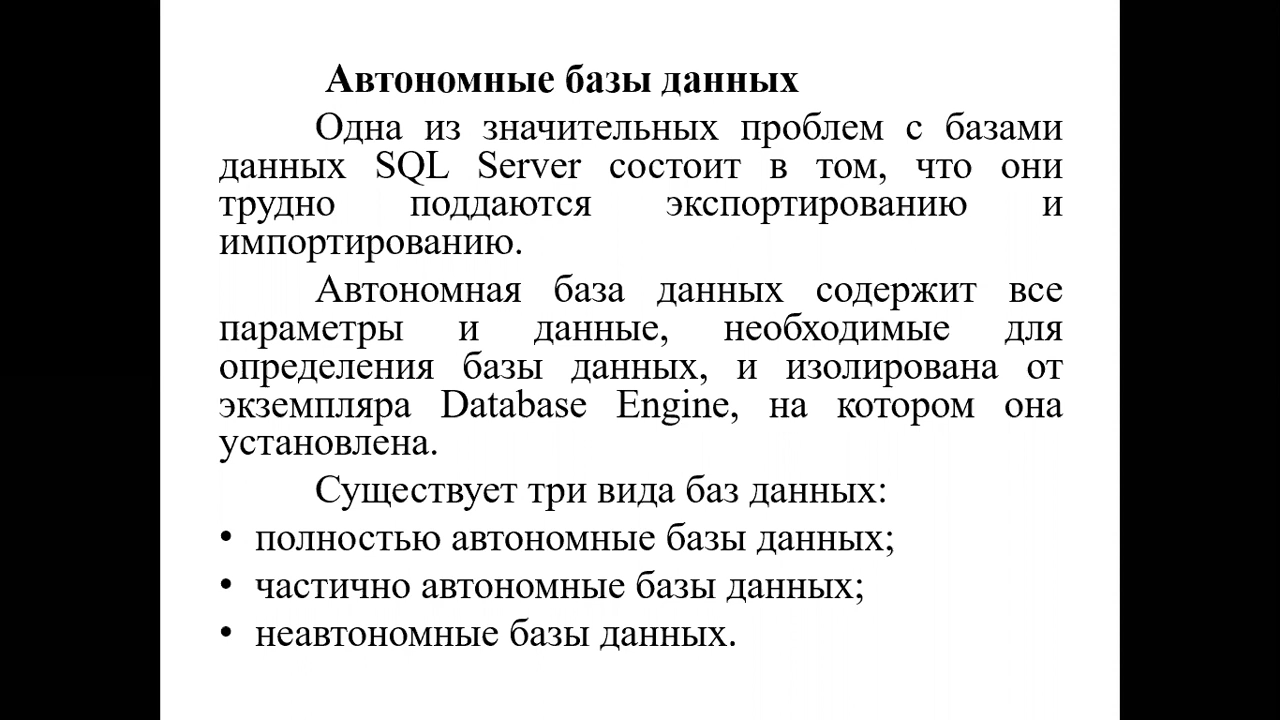 Автономные базы данных
Одна из значительных проблем с базами
данных SQL Server состоит в том, что они
трудно поддаются экспортированию и
импортированию.
Автономная база данных содержит все
параметры и данные, необходимые для
определения базы данных, и изолирована от
экземпляра Database Engine, на котором она
установлена.
Существует три вида баз данных:
• полностью автономные базы данных;
• частично автономные базы данных;
• неавтономные базы данных.